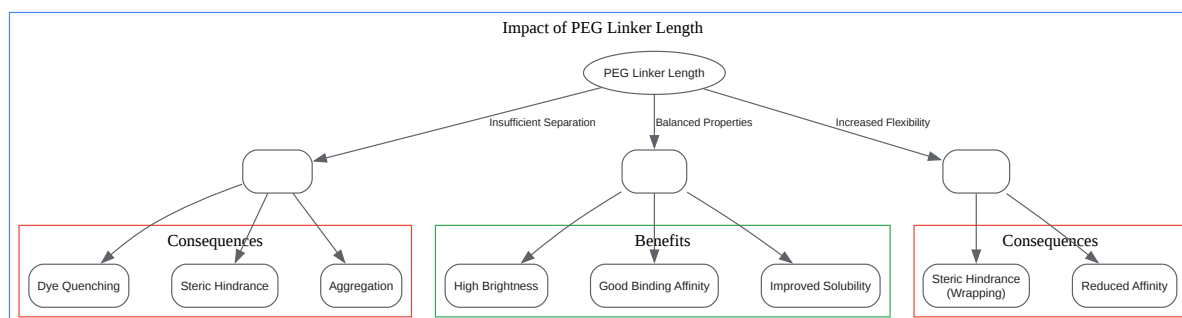 Impact of PEG Linker Length
PEG Linker Length
Insufficient Separation
Balanced Properties
Increased Flexibility
Consequences
Benefits
Consequences
Dye Quenching
Steric Hindrance
Aggregation
High Brightness
Good Binding Affinity
Improved Solubility
Steric Hindrance
(Wrapping)
Reduced Affinity